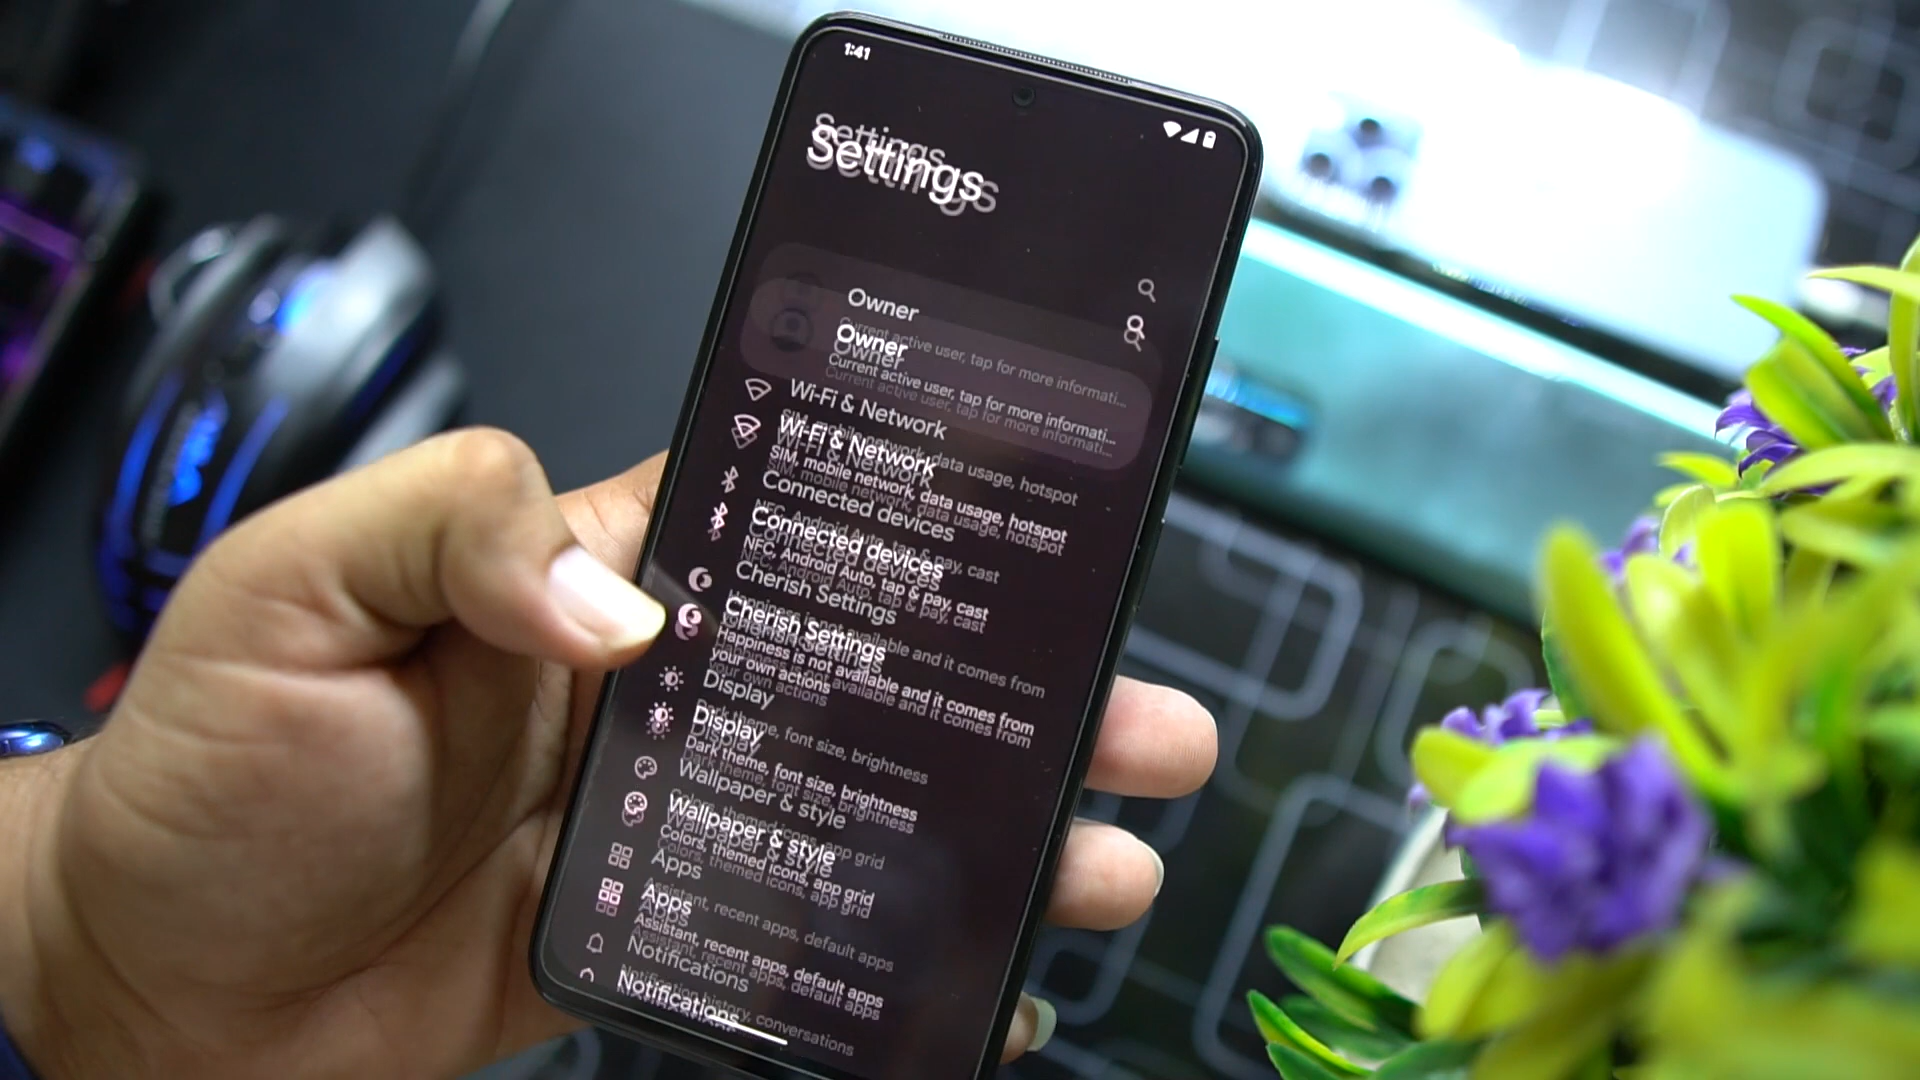 1:41
Settings
Owner
Current active user, tap for more informati...
Wi-Fi & Network
SIM, mobile network, data usage, hotspot
Connected devices
NFC, Android Auto, tap & pay, cast
Cherish Settings
Happiness is not available and it comes from
your own actions
Display
Dark theme, font size, brightness
Wallpaper & style
Colors, themed icons, app grid
Apps
Assistant, recent apps, default apps
Notifications
Notification history, conversations